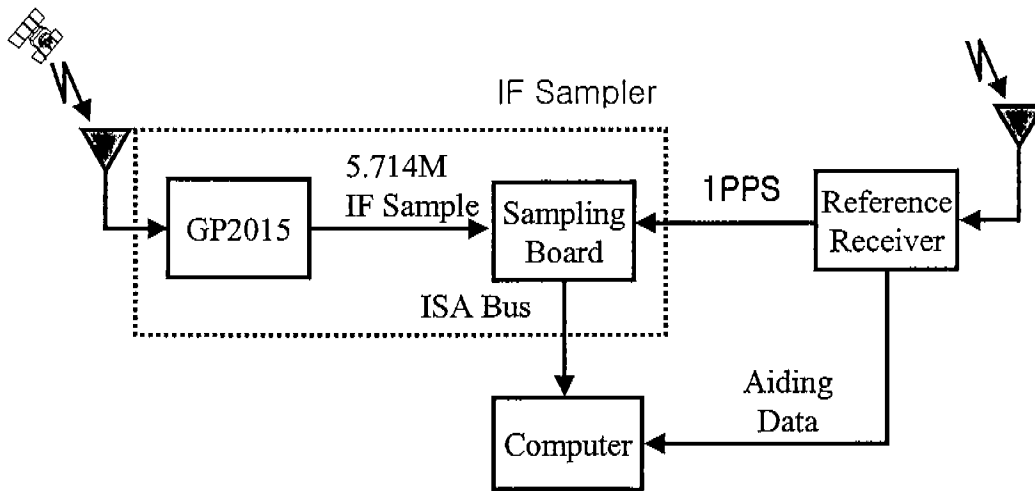 IF Sampler
5.714M
IF Sample
GP2015
Sampling
Board
1PPS
Reference
Receiver
ISA Bus
Aiding
Data
Computer